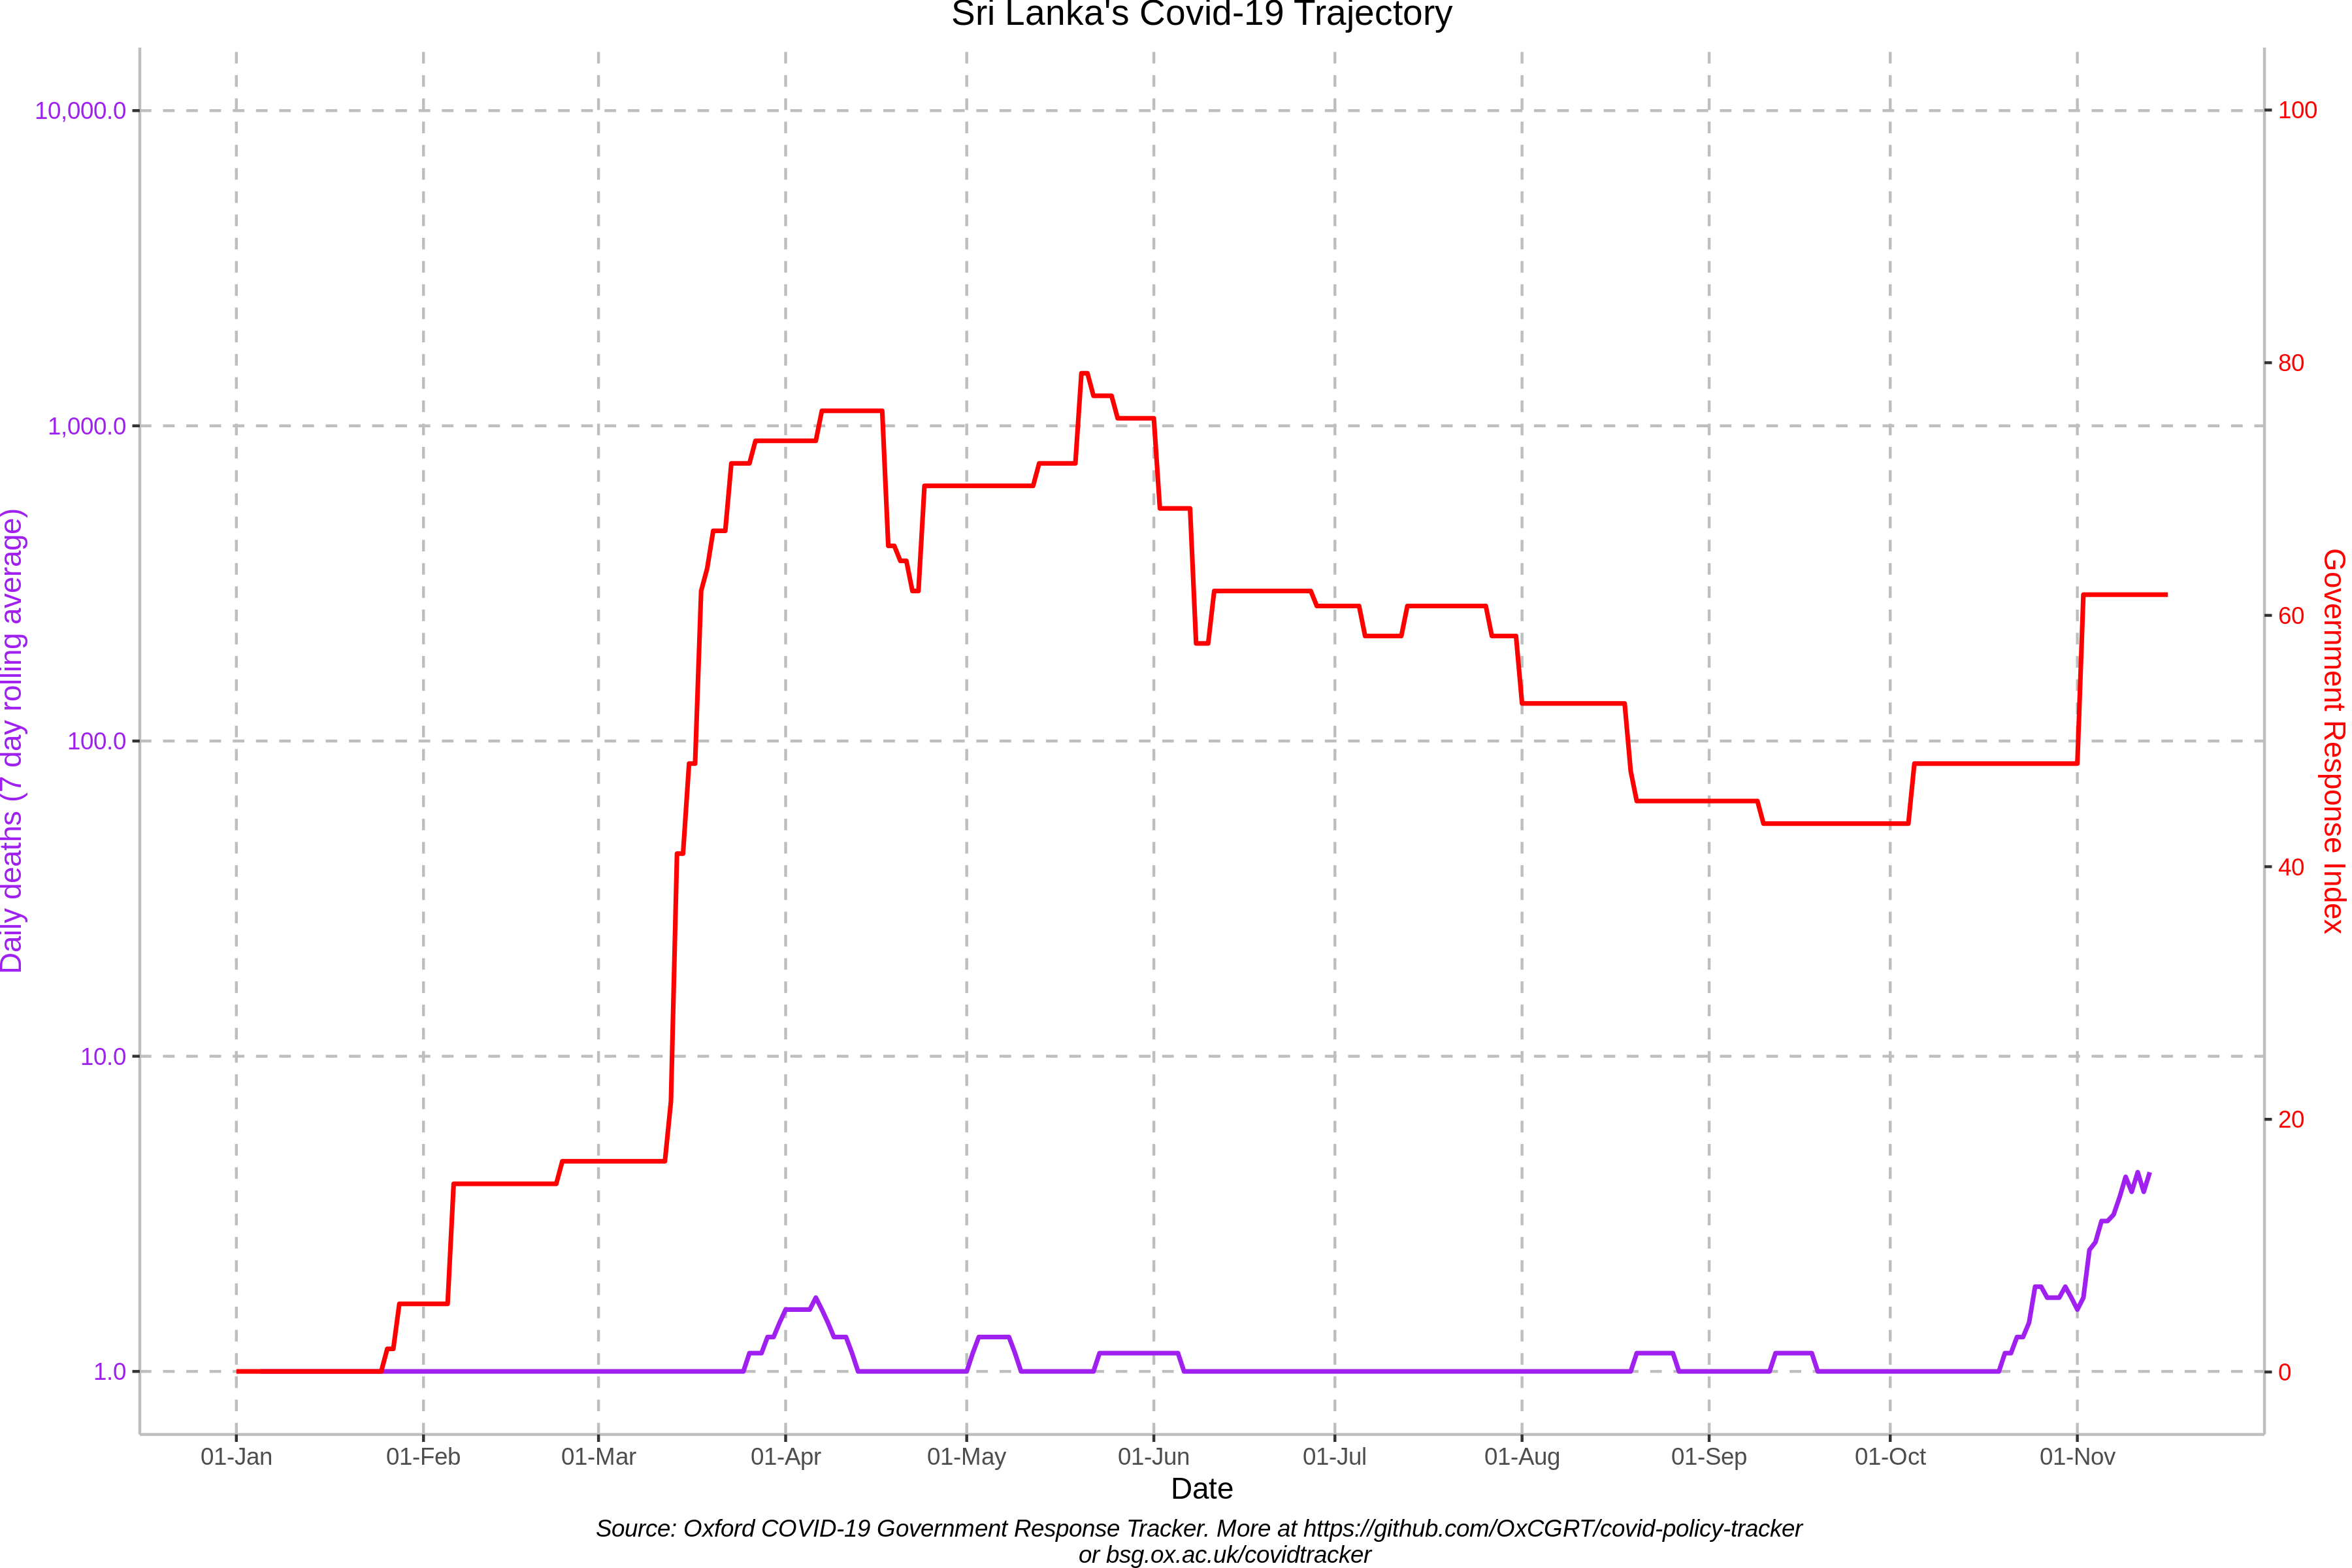 Sri Lanka's Covid-19 Trajectory
10,000.0
1,000.0
100.0
10.0
1.0
Daily deaths (7 day rolling average)
100
80
60
40
20
0
Government Response Index
01-Jan
01-Feb
01-Mar
01-Apr
01-May
01-Jun
01-Jul
01-Aug
01-Sep
01-Oct
01-Nov
Date
Source: Oxford COVID-19 Government Response Tracker. More at https://github.com/OxCGRT/covid-policy-tracker
or bsg.ox.ac.uk/covidtracker